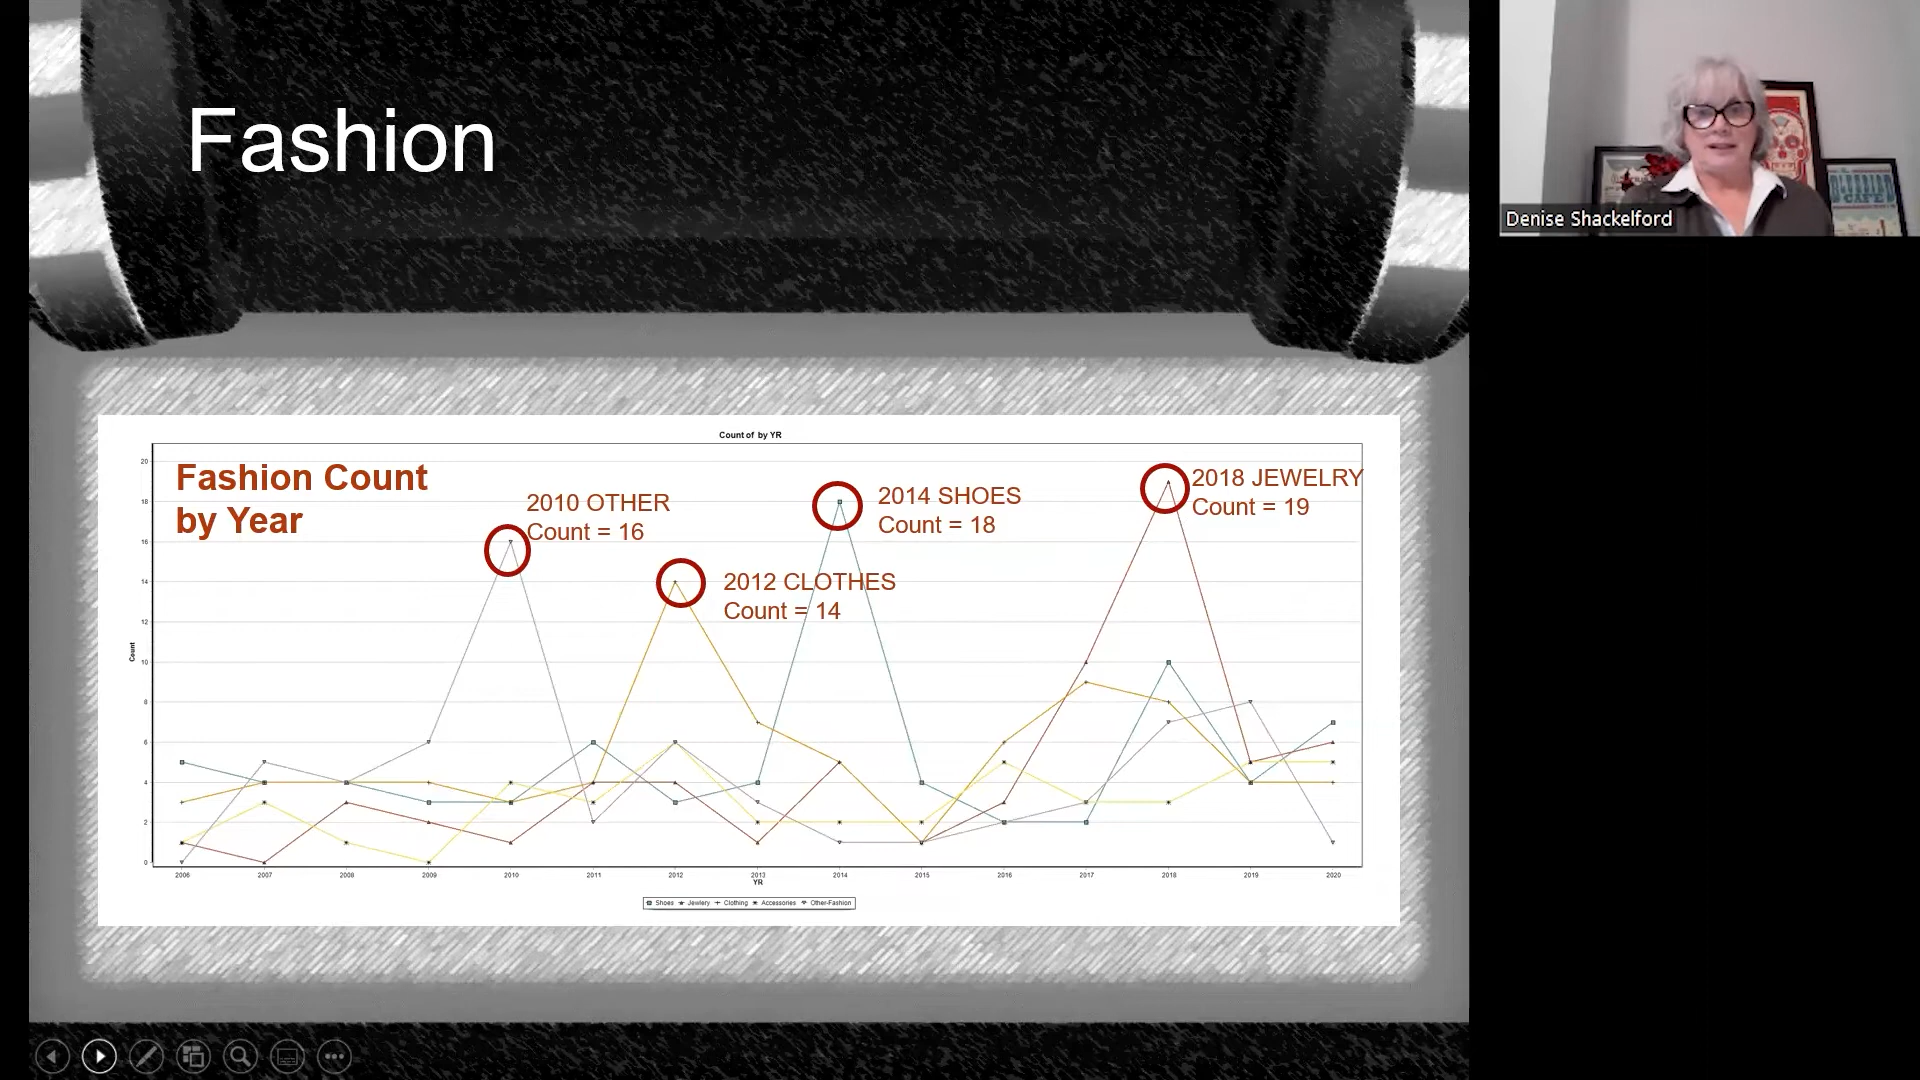 Fashion
Denise Shackelford
Count of by YR
Fashion Count
by Year
2010 OTHER
Count = 16
2012 CLOTHES
Count = 14
2014 SHOES
Count = 18
2018 JEWELRY
Count = 19
Count
20
18
16
14
12
10
8
6
4
2
0
2006 2007 2008 2009 2010 2011 2012 2013 2014 2015 2016 2017 2018 2019 2020
YR
Shoes Jewlery Clothing Accessories Other-Fashion
BLUEBIRD
CAFE